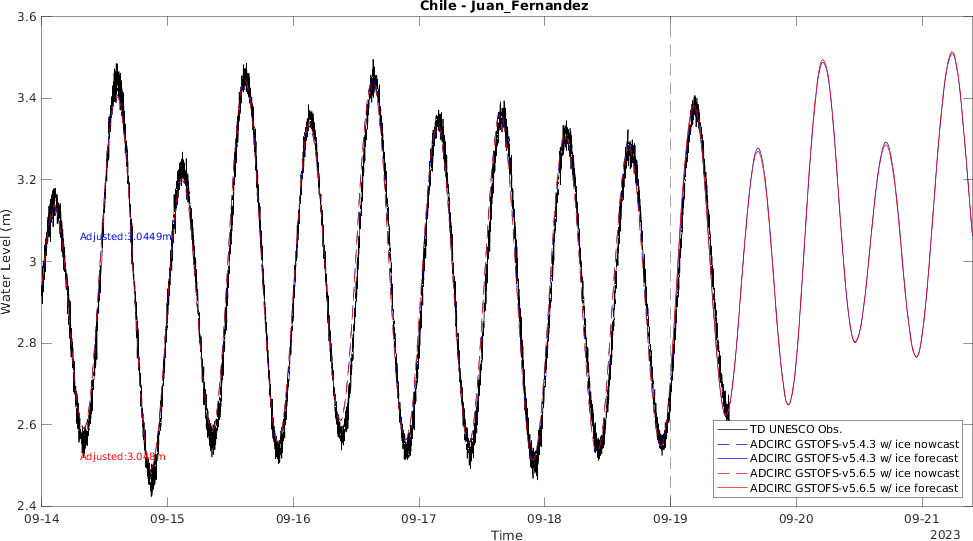 Chile - Juan_Fernandez
3.6
3.4
3.2
3
2.8
2.6
2.4
Water Level (m)
Adjusted:3.0449m
Adjusted:3.048m
TD UNESCO Obs.
ADCIRC GSTOFS-v5.4.3 w/ ice nowcast
ADCIRC GSTOFS-v5.4.3 w/ ice forecast
ADCIRC GSTOFS-v5.6.5 w/ ice nowcast
ADCIRC GSTOFS-v5.6.5 w/ ice forecast
09-14 09-15 09-16 09-17 09-18 09-19 09-20 09-21
Time
2023